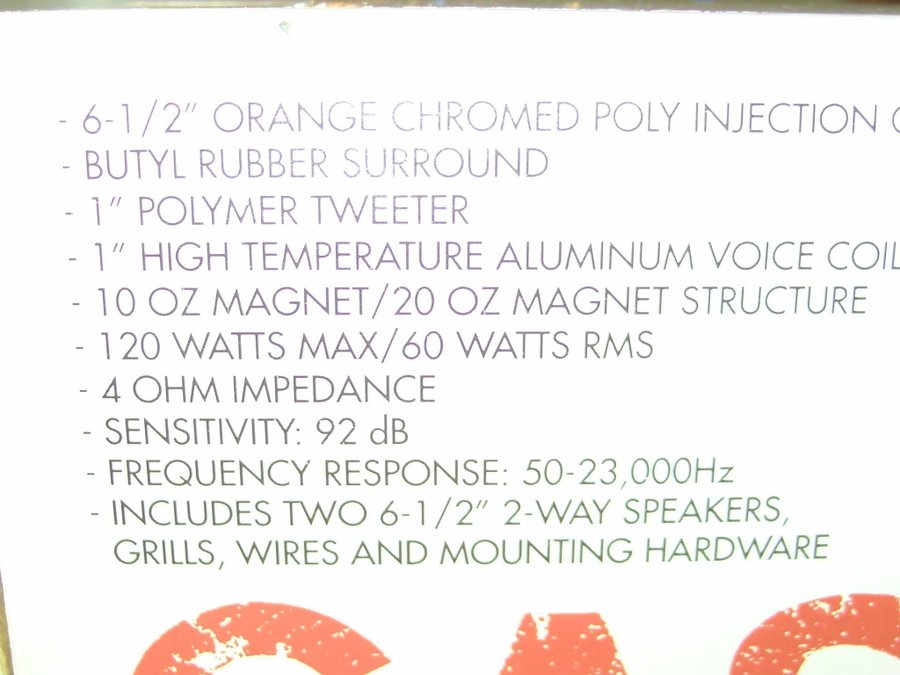 - 6-1/2" ORANGE CHROMED POLY INJECTION
- BUTYL RUBBER SURROUND
- 1" POLYMER TWEETER
- 1" HIGH TEMPERATURE ALUMINUM VOICE COIL
- 10 OZ MAGNET/20 OZ MAGNET STRUCTURE
- 120 WATTS MAX/60 WATTS RMS
- 4 OHM IMPEDANCE
- SENSITIVITY: 92 dB
- FREQUENCY RESPONSE: 50-23,000Hz
- INCLUDES TWO 6-1/2" 2-WAY SPEAKERS,
GRILLS, WIRES AND MOUNTING HARDWARE